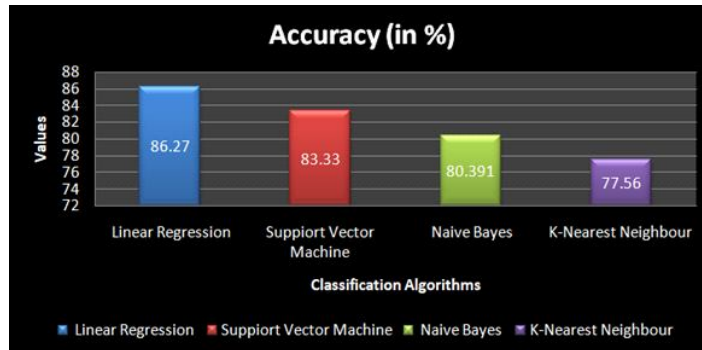 Accuracy (in %)
Values
88
86
84
82
80
78
76
74
72
86.27
83.33
80.391
77.56
Linear Regression
Suppiort Vector
Machine
Naive Bayes
K-Nearest Neighbour
Classification Algorithms
Linear Regression
Suppiort Vector Machine
Naive Bayes
K-Nearest Neighbour